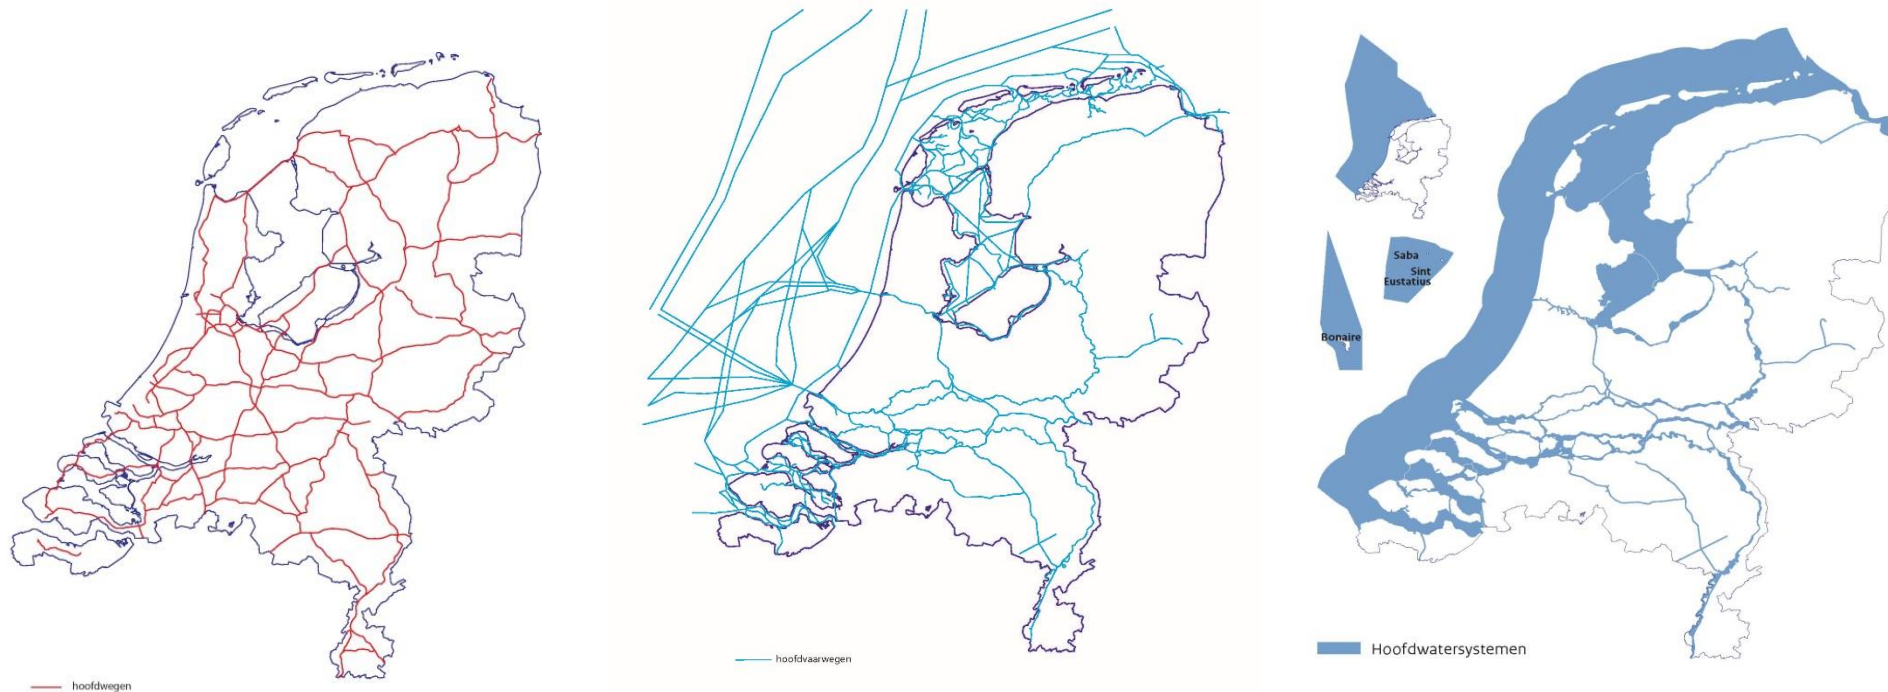 hoofdwegen
hoofdvaarwegen
Saba
Sint
Eustatius
Bonaire
Hoofdwatersystemen